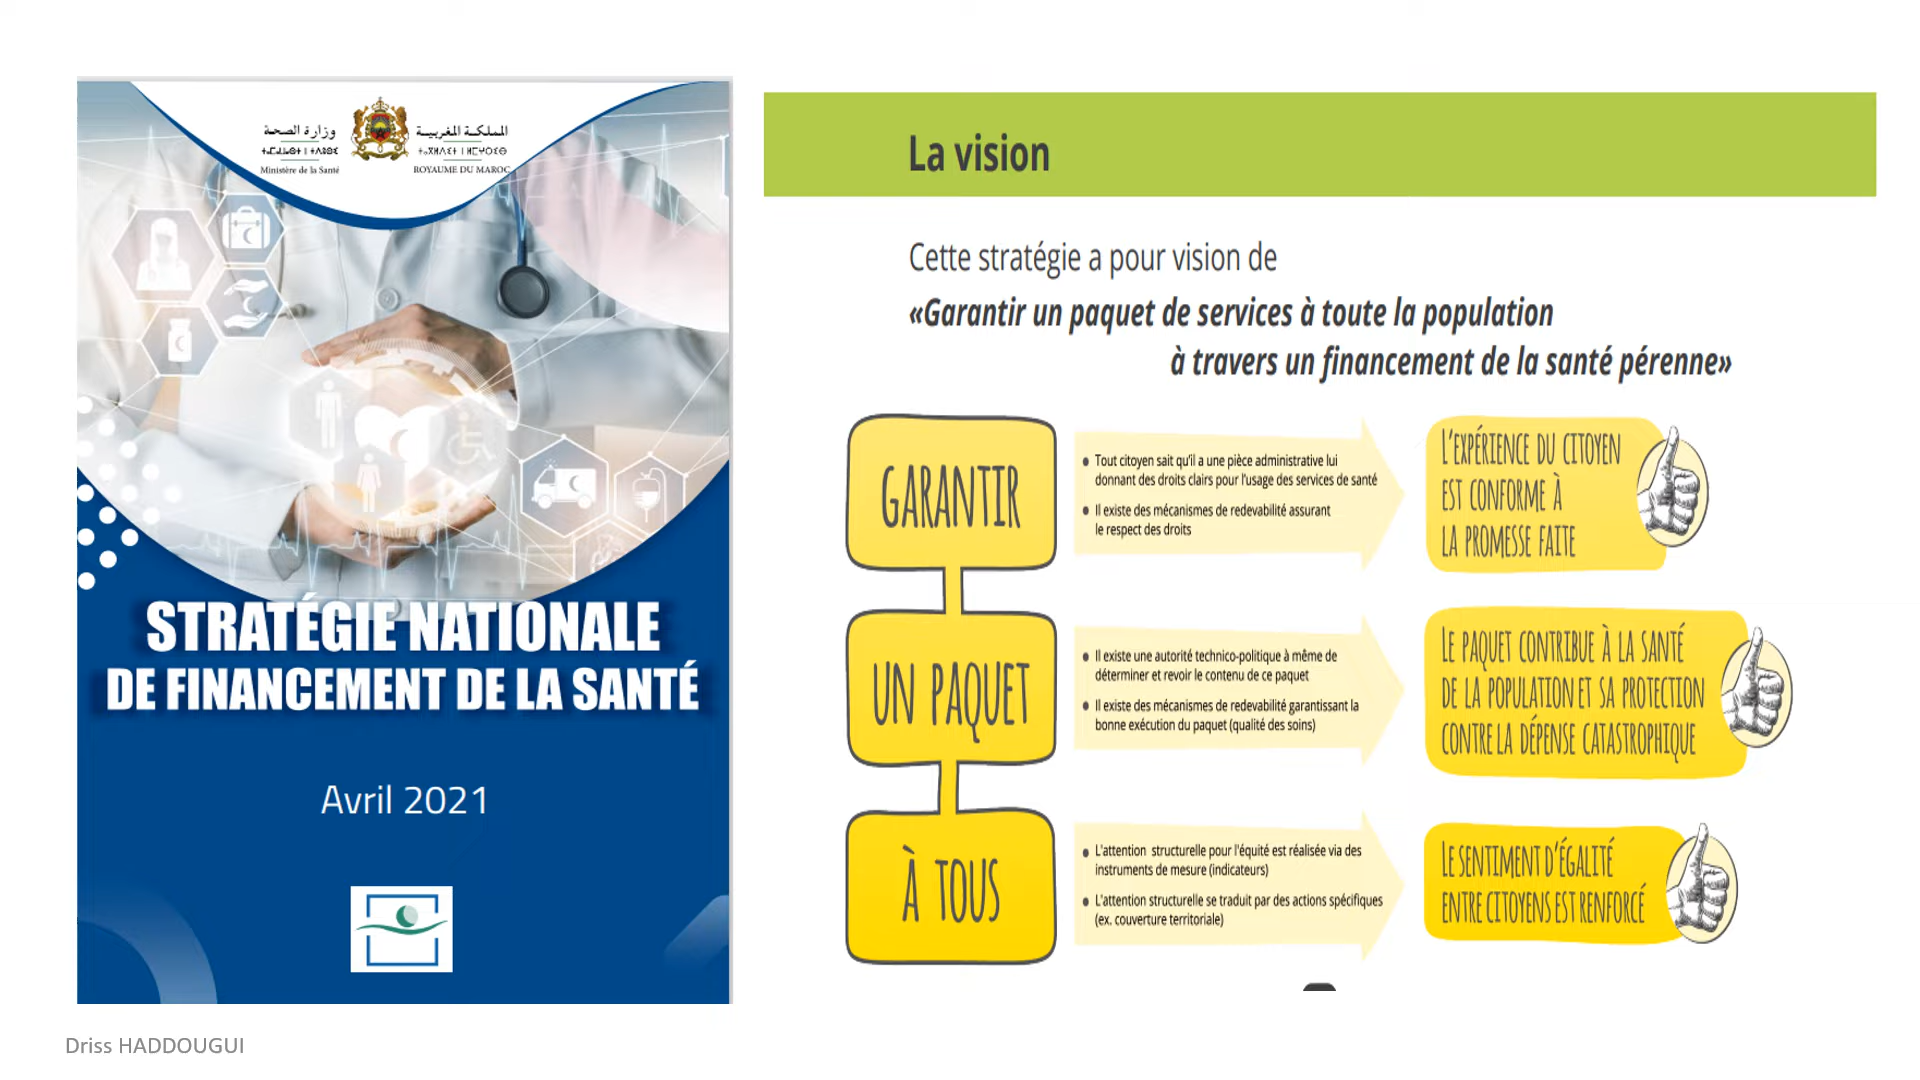 وزارة الصحة
ⵜⴰⵎⴰⵡⴰⵙⵜ ⵏ ⵜⴷⵓⵙⵉ
Ministère de la Santé
المملكة المغربية
ⵜⴰⴳⵍⴷⵉⵜ ⵏ ⵍⵎⵖⵔⵉⴱ
ROYAUME DU MAROC
STRATÉGIE NATIONALE
DE FINANCEMENT DE LA SANTÉ
Avril 2021
La vision
Cette stratégie a pour vision de
«Garantir un paquet de services à toute la population
à travers un financement de la santé pérenne»
GARANTIR
• Tout citoyen sait qu'il a une pièce administrative lui
donnant des droits clairs pour l'usage des services de santé
• Il existe des mécanismes de redevabilité assurant
le respect des droits
L'EXPÉRIENCE DU CITOYEN
EST CONFORME À
LA PROMESSE FAITE
UN PAQUET
• Il existe une autorité technico-politique à même de
déterminer et revoir le contenu de ce paquet
• Il existe des mécanismes de redevabilité garantissant la
bonne exécution du paquet (qualité des soins)
LE PAQUET CONTRIBUE À LA SANTÉ
DE LA POPULATION ET SA PROTECTION
CONTRE LA DÉPENSE CATASTROPHIQUE
À TOUS
• L'attention structurelle pour l'équité est réalisée via des
instruments de mesure (indicateurs)
• L'attention structurelle se traduit par des actions spécifiques
(ex. couverture territoriale)
LE SENTIMENT D'ÉGALITÉ
ENTRE CITOYENS EST RENFORCÉ
Driss HADDOUGUI